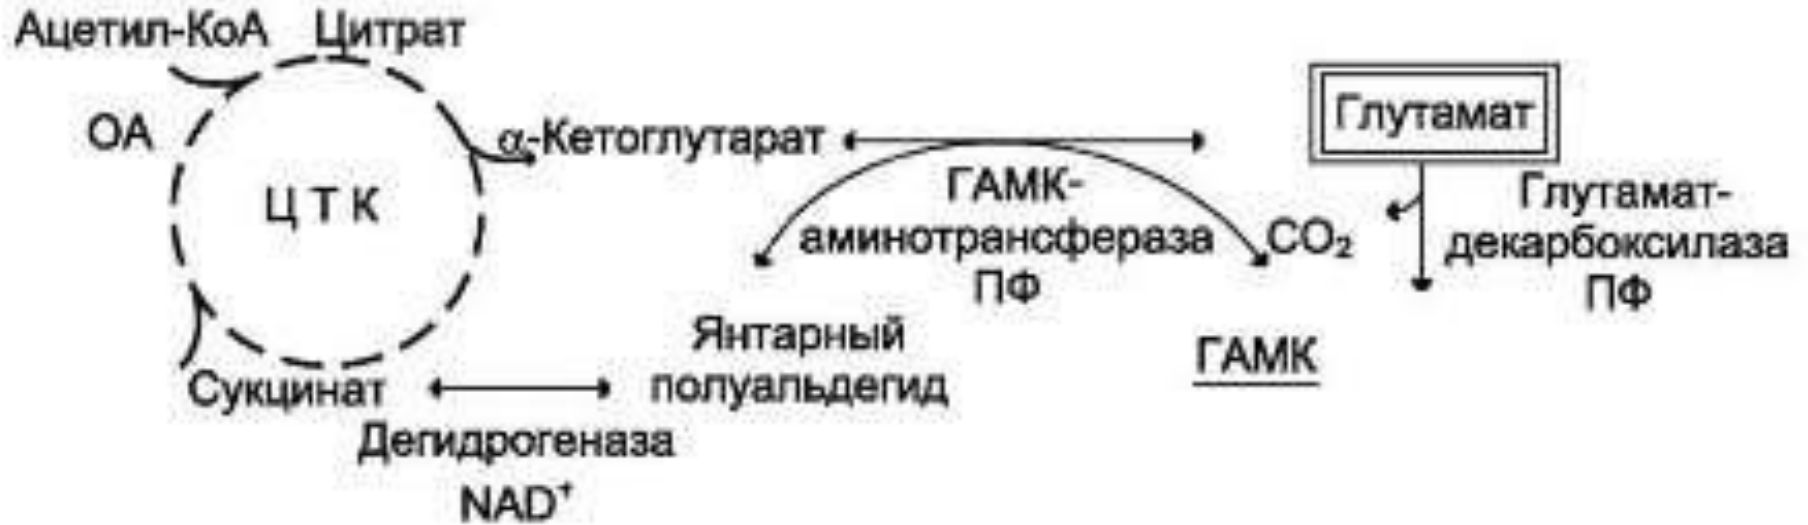 Ацетил-КоА Цитрат
ОА
ЦТК
α-Кетоглутарат
Глутамат
ГАМК-
аминотрансфераза
ПФ
CO₂
Глутамат-
декарбоксилаза
ПФ
Янтарный
полуальдегид
ГАМК
Сукцинат
Дегидрогеназа
NAD⁺